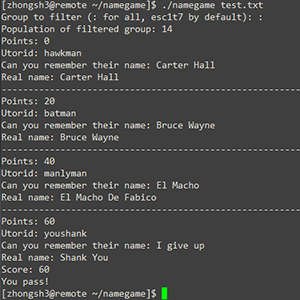 [zhongsh3@remote ~/namegame]$ ./namegame test.txt
Group to filter (: for all, esc1t7 by default): :
Population of filtered group: 14
Points: 0
Utorid: hawkman
Can you remember their name: Carter Hall
Real name: Carter Hall
--------------------------------------------------
Points: 20
Utorid: batman
Can you remember their name: Bruce Wayne
Real name: Bruce Wayne
--------------------------------------------------
Points: 40
Utorid: manlyman
Can you remember their name: El Macho
Real name: El Macho De Fabico
--------------------------------------------------
Points: 60
Utorid: youshank
Can you remember their name: I give up
Real name: Shank You
Score: 60
You pass!
[zhongsh3@remote ~/namegame]$